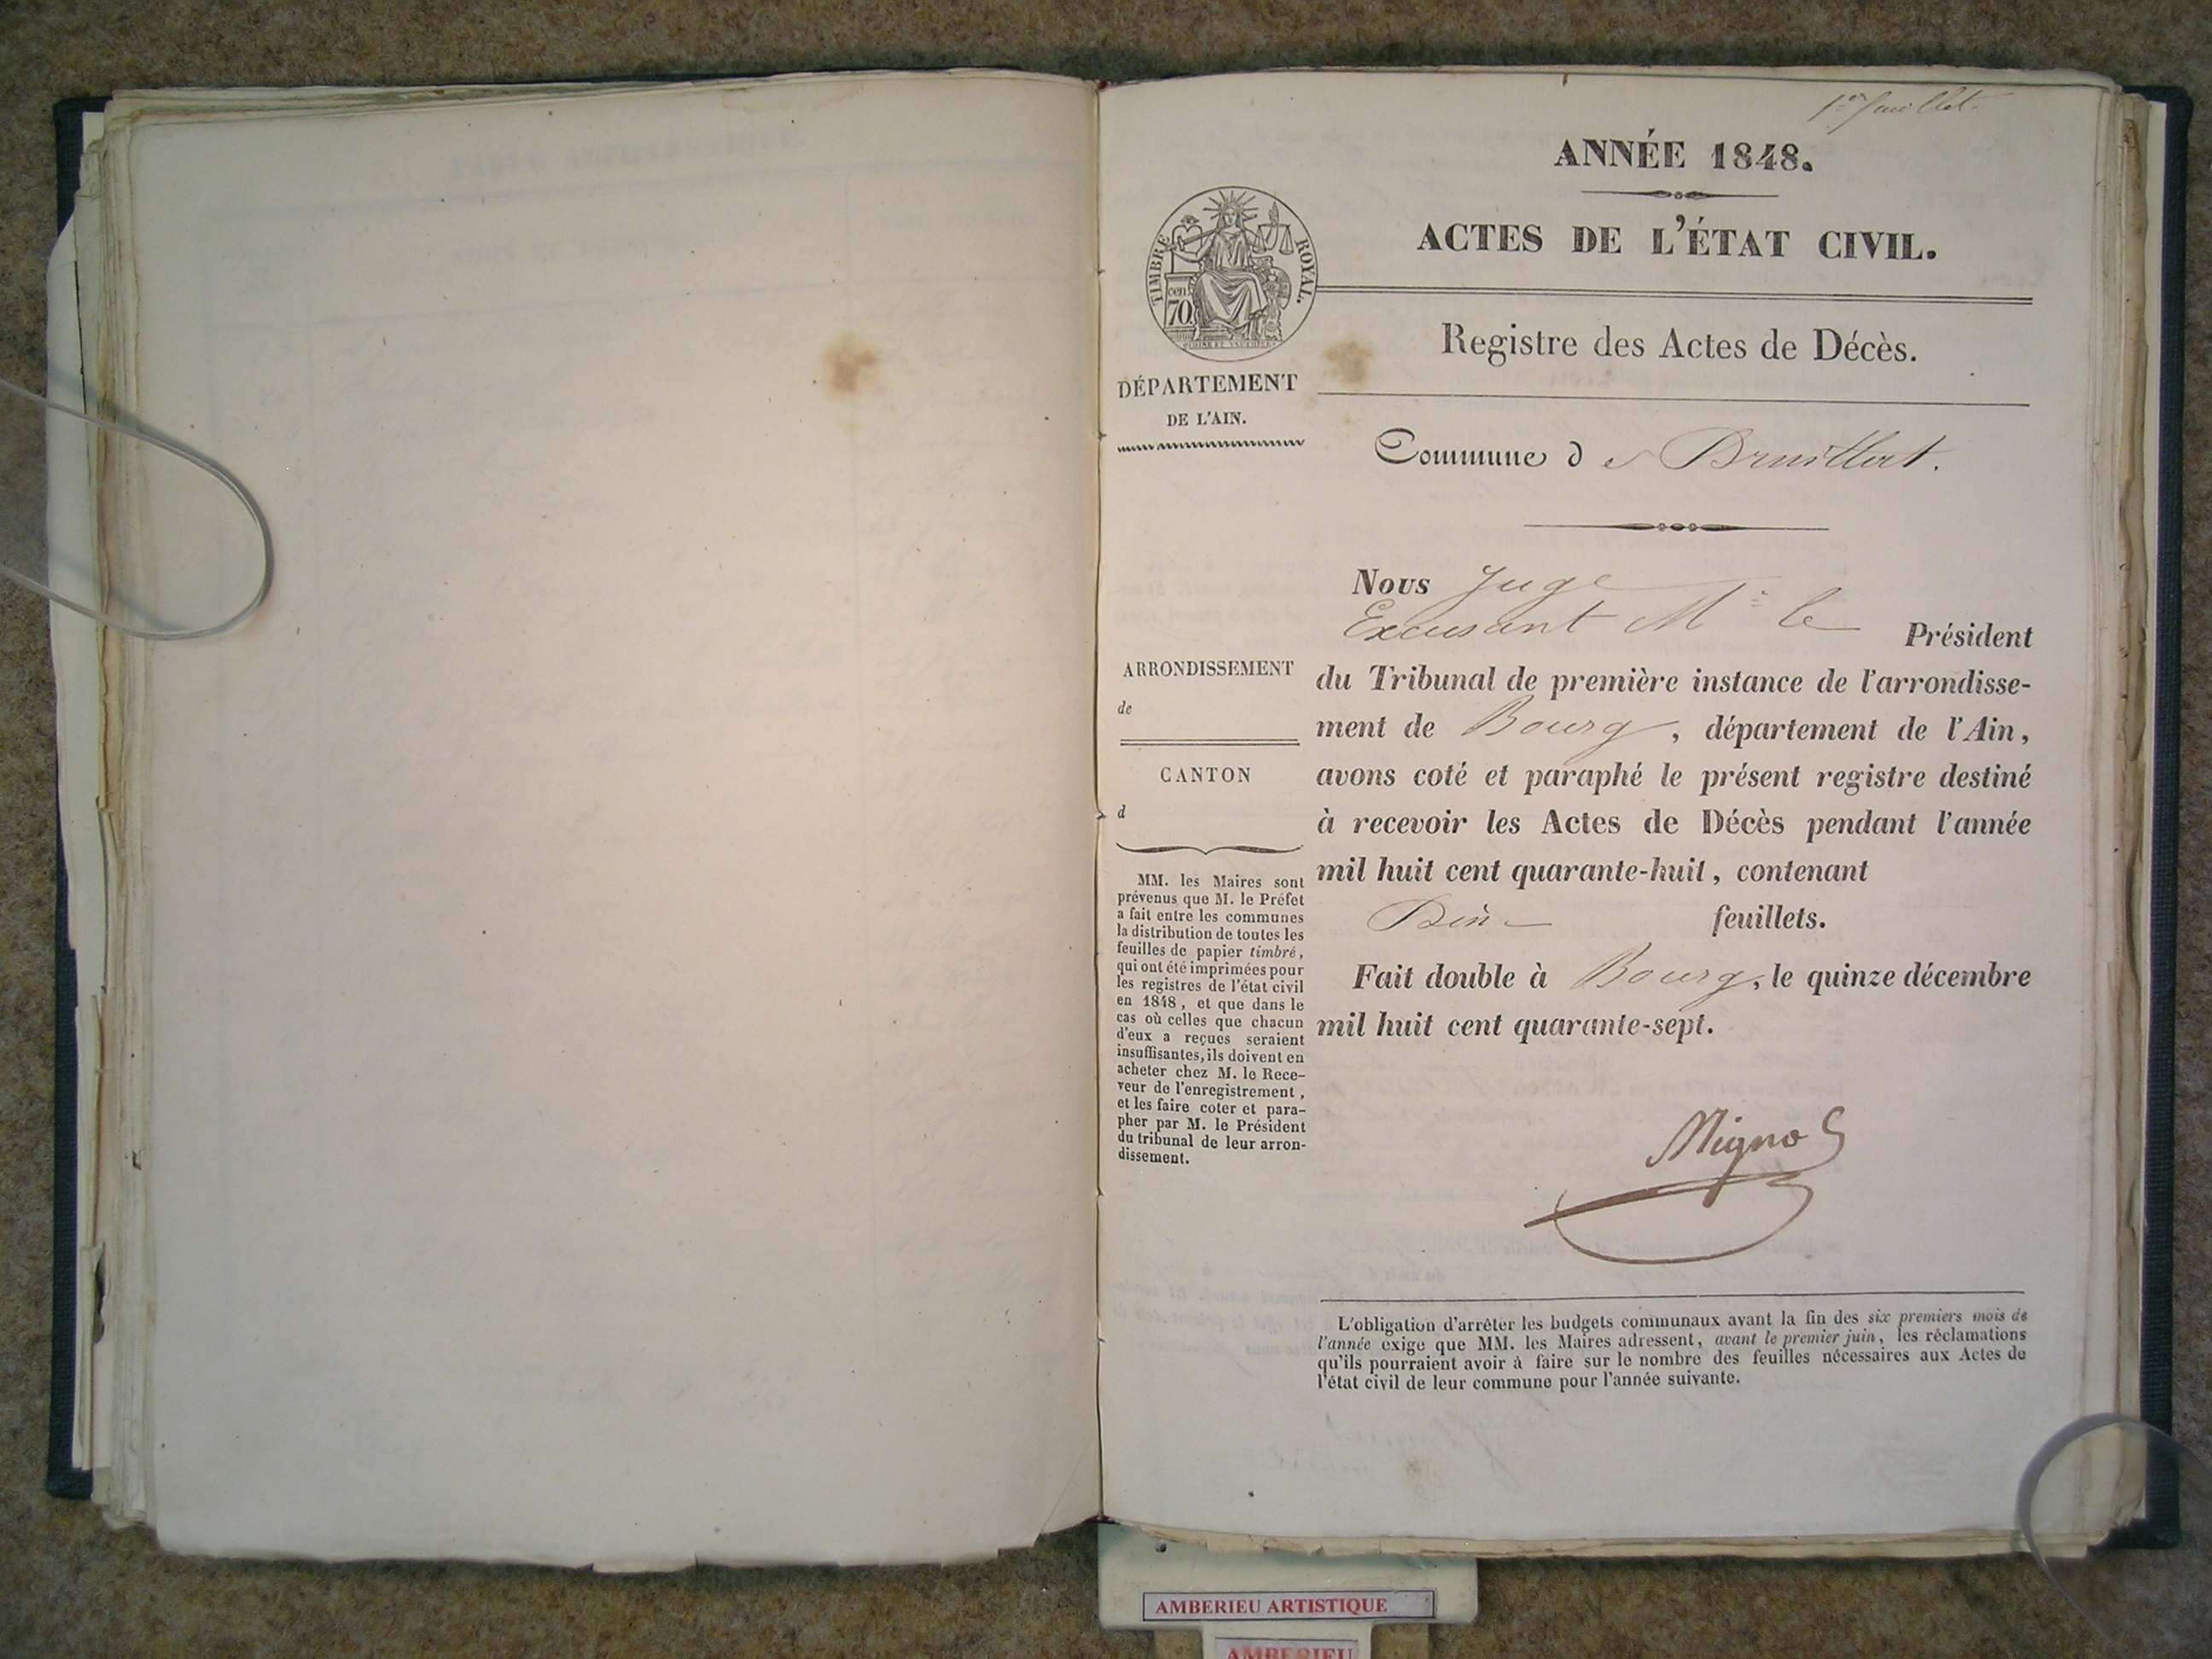 1er feuillet.
ANNÉE 1848.
ACTES DE L'ÉTAT CIVIL.
TIMBRE ROYAL.
cen
70
Registre des Actes de Décès.
DÉPARTEMENT
DE L'AIN.
Commune de Druillat.
Nous Juge
Excusant Mr le Président
du Tribunal de première instance de l'arrondisse-
ment de Bourg, département de l'Ain,
avons coté et paraphé le présent registre destiné
à recevoir les Actes de Décès pendant l'année
mil huit cent quarante-huit, contenant
feuillets.
Fait double à Bourg, le quinze décembre
mil huit cent quarante-sept.
ARRONDISSEMENT
de
CANTON
d
MM. les Maires sont
prévenus que M. le Préfet
a fait entre les communes
la distribution de toutes les
feuilles de papier timbré,
qui ont été imprimées pour
les registres de l'état civil
en 1848, et que dans le
cas où celles que chacun
d'eux a reçues seraient
insuffisantes, ils doivent en
acheter chez M. le Rece-
veur de l'enregistrement,
et les faire coter et para-
pher par M. le Président
du tribunal de leur arron-
dissement.
L'obligation d'arrêter les budgets communaux avant la fin des six premiers mois de
l'année exige que MM. les Maires adressent, avant le premier juin, les réclamations
qu'ils pourraient avoir à faire sur le nombre des feuilles nécessaires aux Actes de
l'état civil de leur commune pour l'année suivante.
AMBERIEU ARTISTIQUE
AMBERIEU